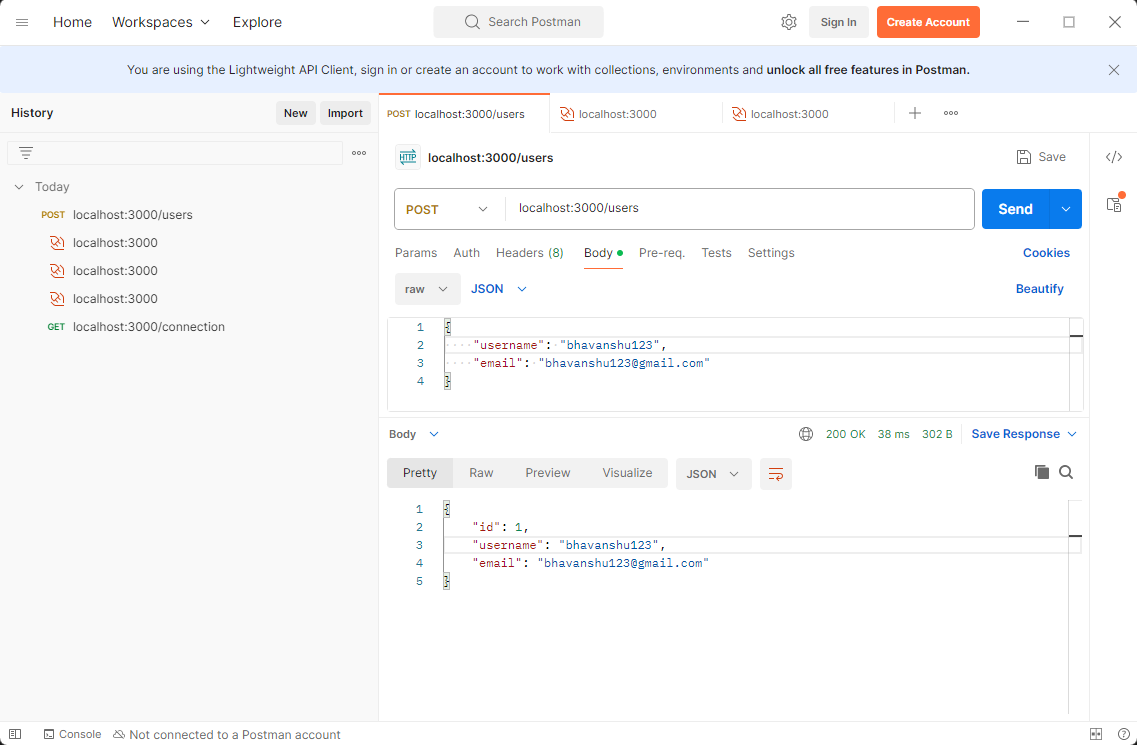 Home Workspaces Explore Search Postman Sign In Create Account
You are using the Lightweight API Client, sign in or create an account to work with collections, environments and unlock all free features in Postman.
History New Import
POST localhost:3000/users localhost:3000 localhost:3000
HTTP localhost:3000/users Save
Today
POST localhost:3000/users
localhost:3000
localhost:3000
localhost:3000
GET localhost:3000/connection
POST localhost:3000/users Send
Params Auth Headers (8) Body Pre-req. Tests Settings Cookies
raw JSON Beautify
1 {
2 "username": "bhavanshu123",
3 "email": "bhavanshu123@gmail.com"
4 }
Body 200 OK 38 ms 302 B Save Response
Pretty Raw Preview Visualize JSON
1 {
2 "id": 1,
3 "username": "bhavanshu123",
4 "email": "bhavanshu123@gmail.com"
5 }
Console Not connected to a Postman account